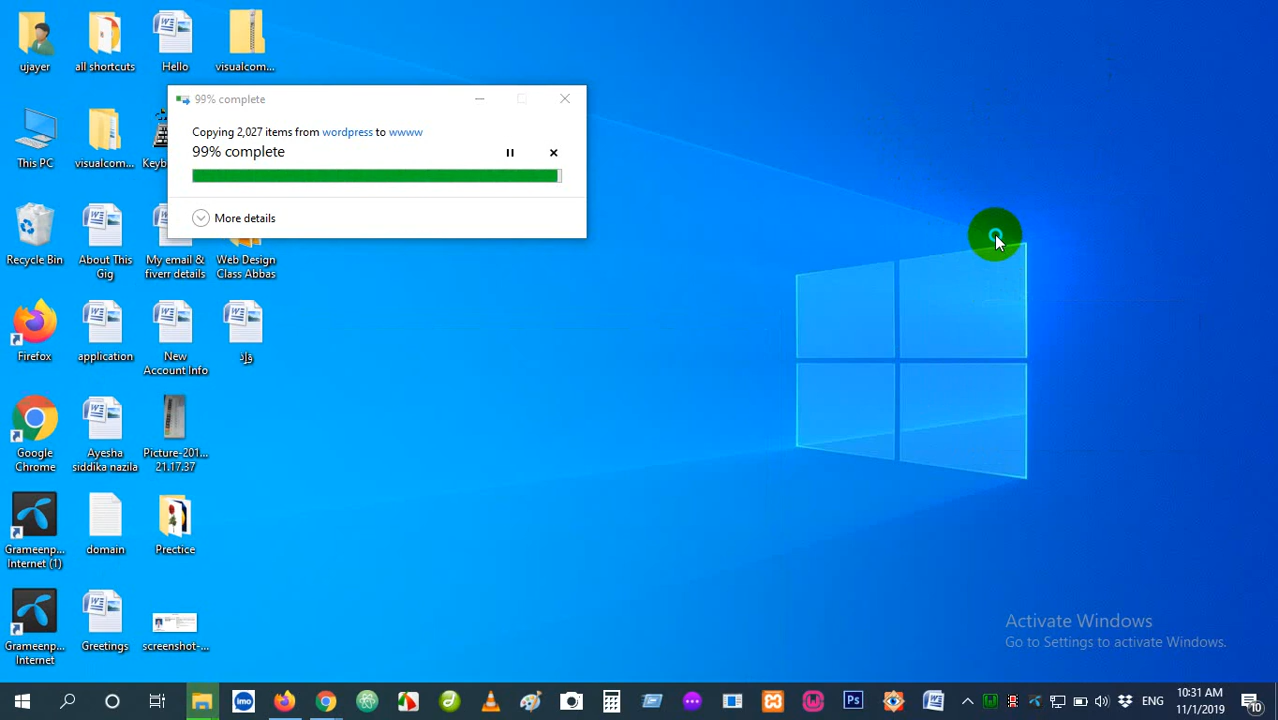 ujayer
all shortcuts
Hello
visualcom...
99% complete
Copying 2,027 items from wordpress to wwww
99% complete
More details
This PC
visualcom...
Keyb
Recycle Bin
About This
Gig
My email &
fiverr details
Web Design
Class Abbas
Firefox
application
New
Account Info
Google
Chrome
Ayesha
siddika nazila
Picture-201...
21.17.37
Grameenp...
Internet (1)
domain
Prectice
Grameenp...
Internet
Greetings
screenshot-...
Activate Windows
Go to Settings to activate Windows.
imo
Ps
ENG
10:31 AM
11/1/2019
10